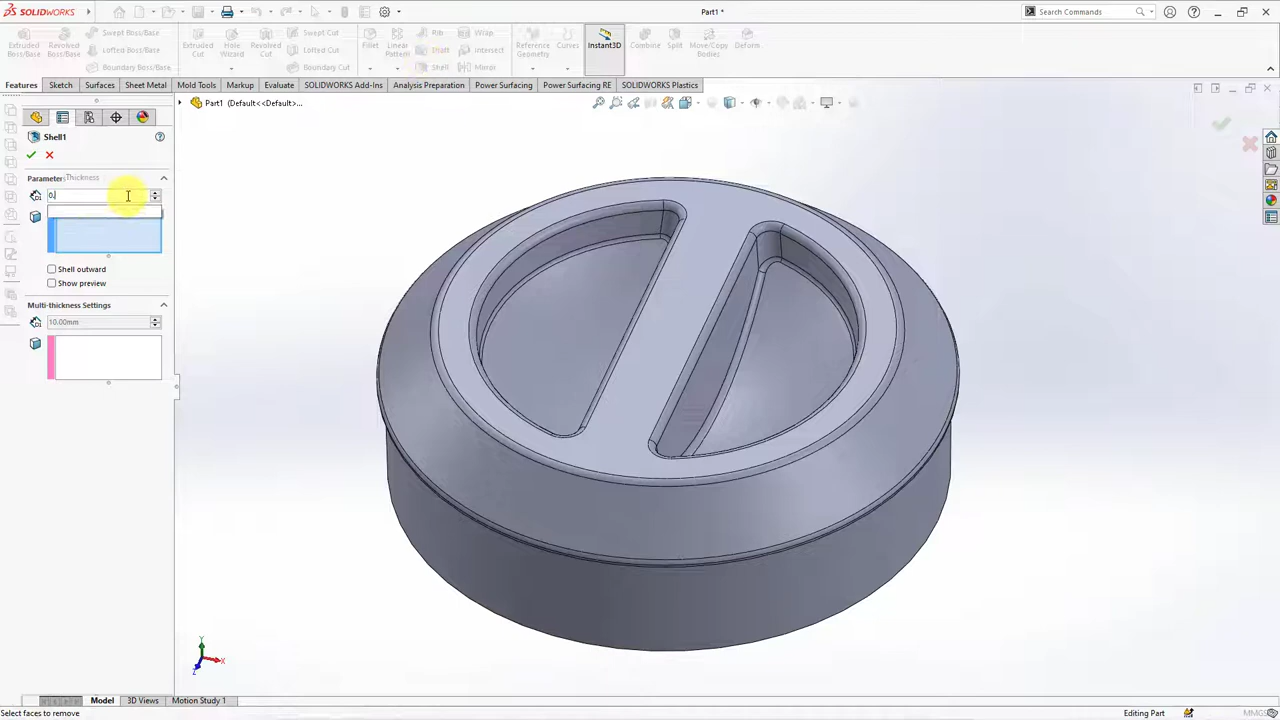 SOLIDWORKS
Part1 *
Search Commands
Extruded Boss/Base
Revolved Boss/Base
Swept Boss/Base
Lofted Boss/Base
Boundary Boss/Base
Extruded Cut
Hole Wizard
Revolved Cut
Swept Cut
Lofted Cut
Boundary Cut
Fillet
Linear Pattern
Rib
Draft
Shell
Wrap
Intersect
Mirror
Reference Geometry
Curves
Instant3D
Combine
Split
Move/Copy Bodies
Deform
Features
Sketch
Surfaces
Sheet Metal
Mold Tools
Markup
Evaluate
SOLIDWORKS Add-Ins
Analysis Preparation
Power Surfacing
Power Surfacing RE
SOLIDWORKS Plastics
Part1 (Default<<Default>...
Shell1
Parameter
Thickness
0.
Shell outward
Show preview
Multi-thickness Settings
10.00mm
Y
X
Z
Model
3D Views
Motion Study 1
Select faces to remove
Editing Part
MMGS